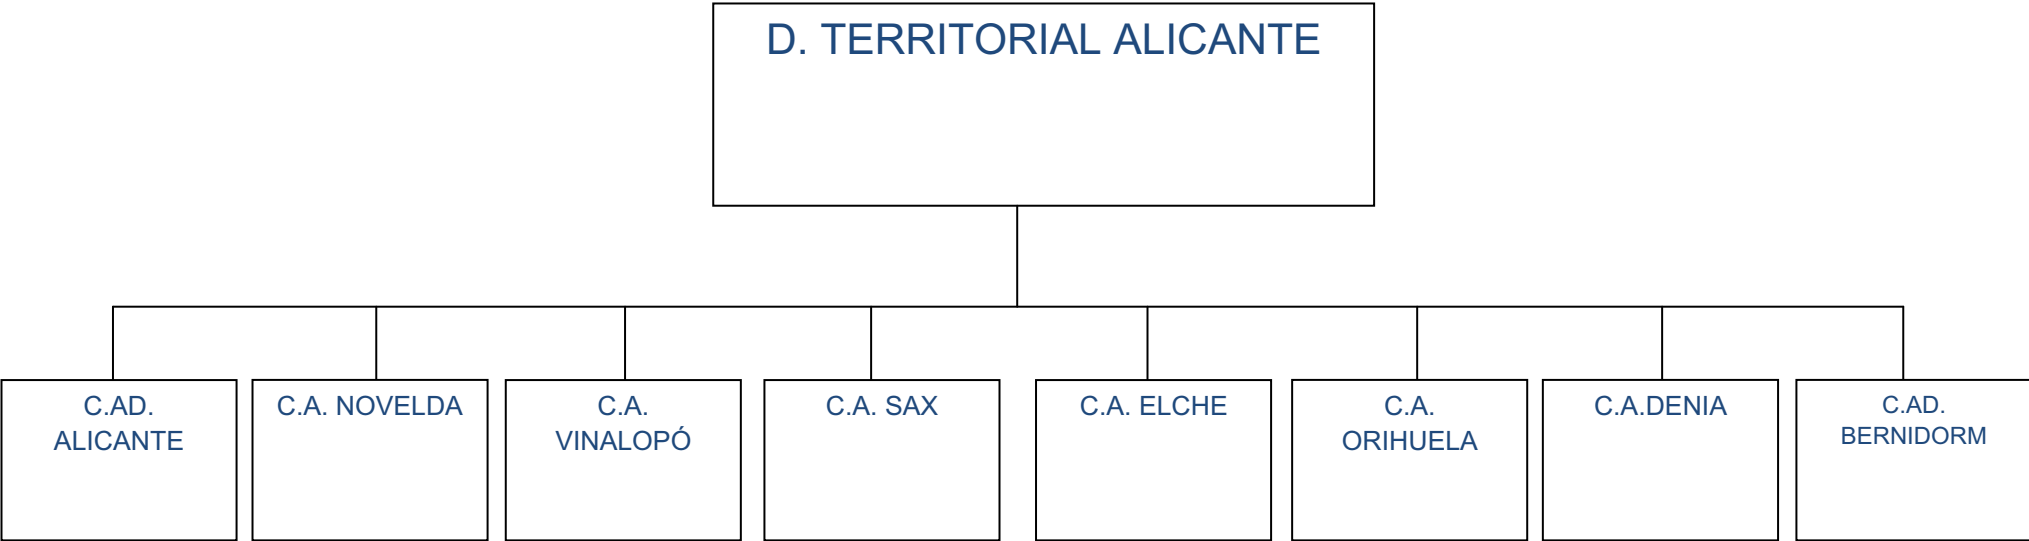 D. TERRITORIAL ALICANTE
C.AD.
ALICANTE
C.A. NOVELDA
C.A.
VINALOPÓ
C.A. SAX
C.A. ELCHE
C.A.
ORIHUELA
C.A.DENIA
C.AD.
BERNIDORM